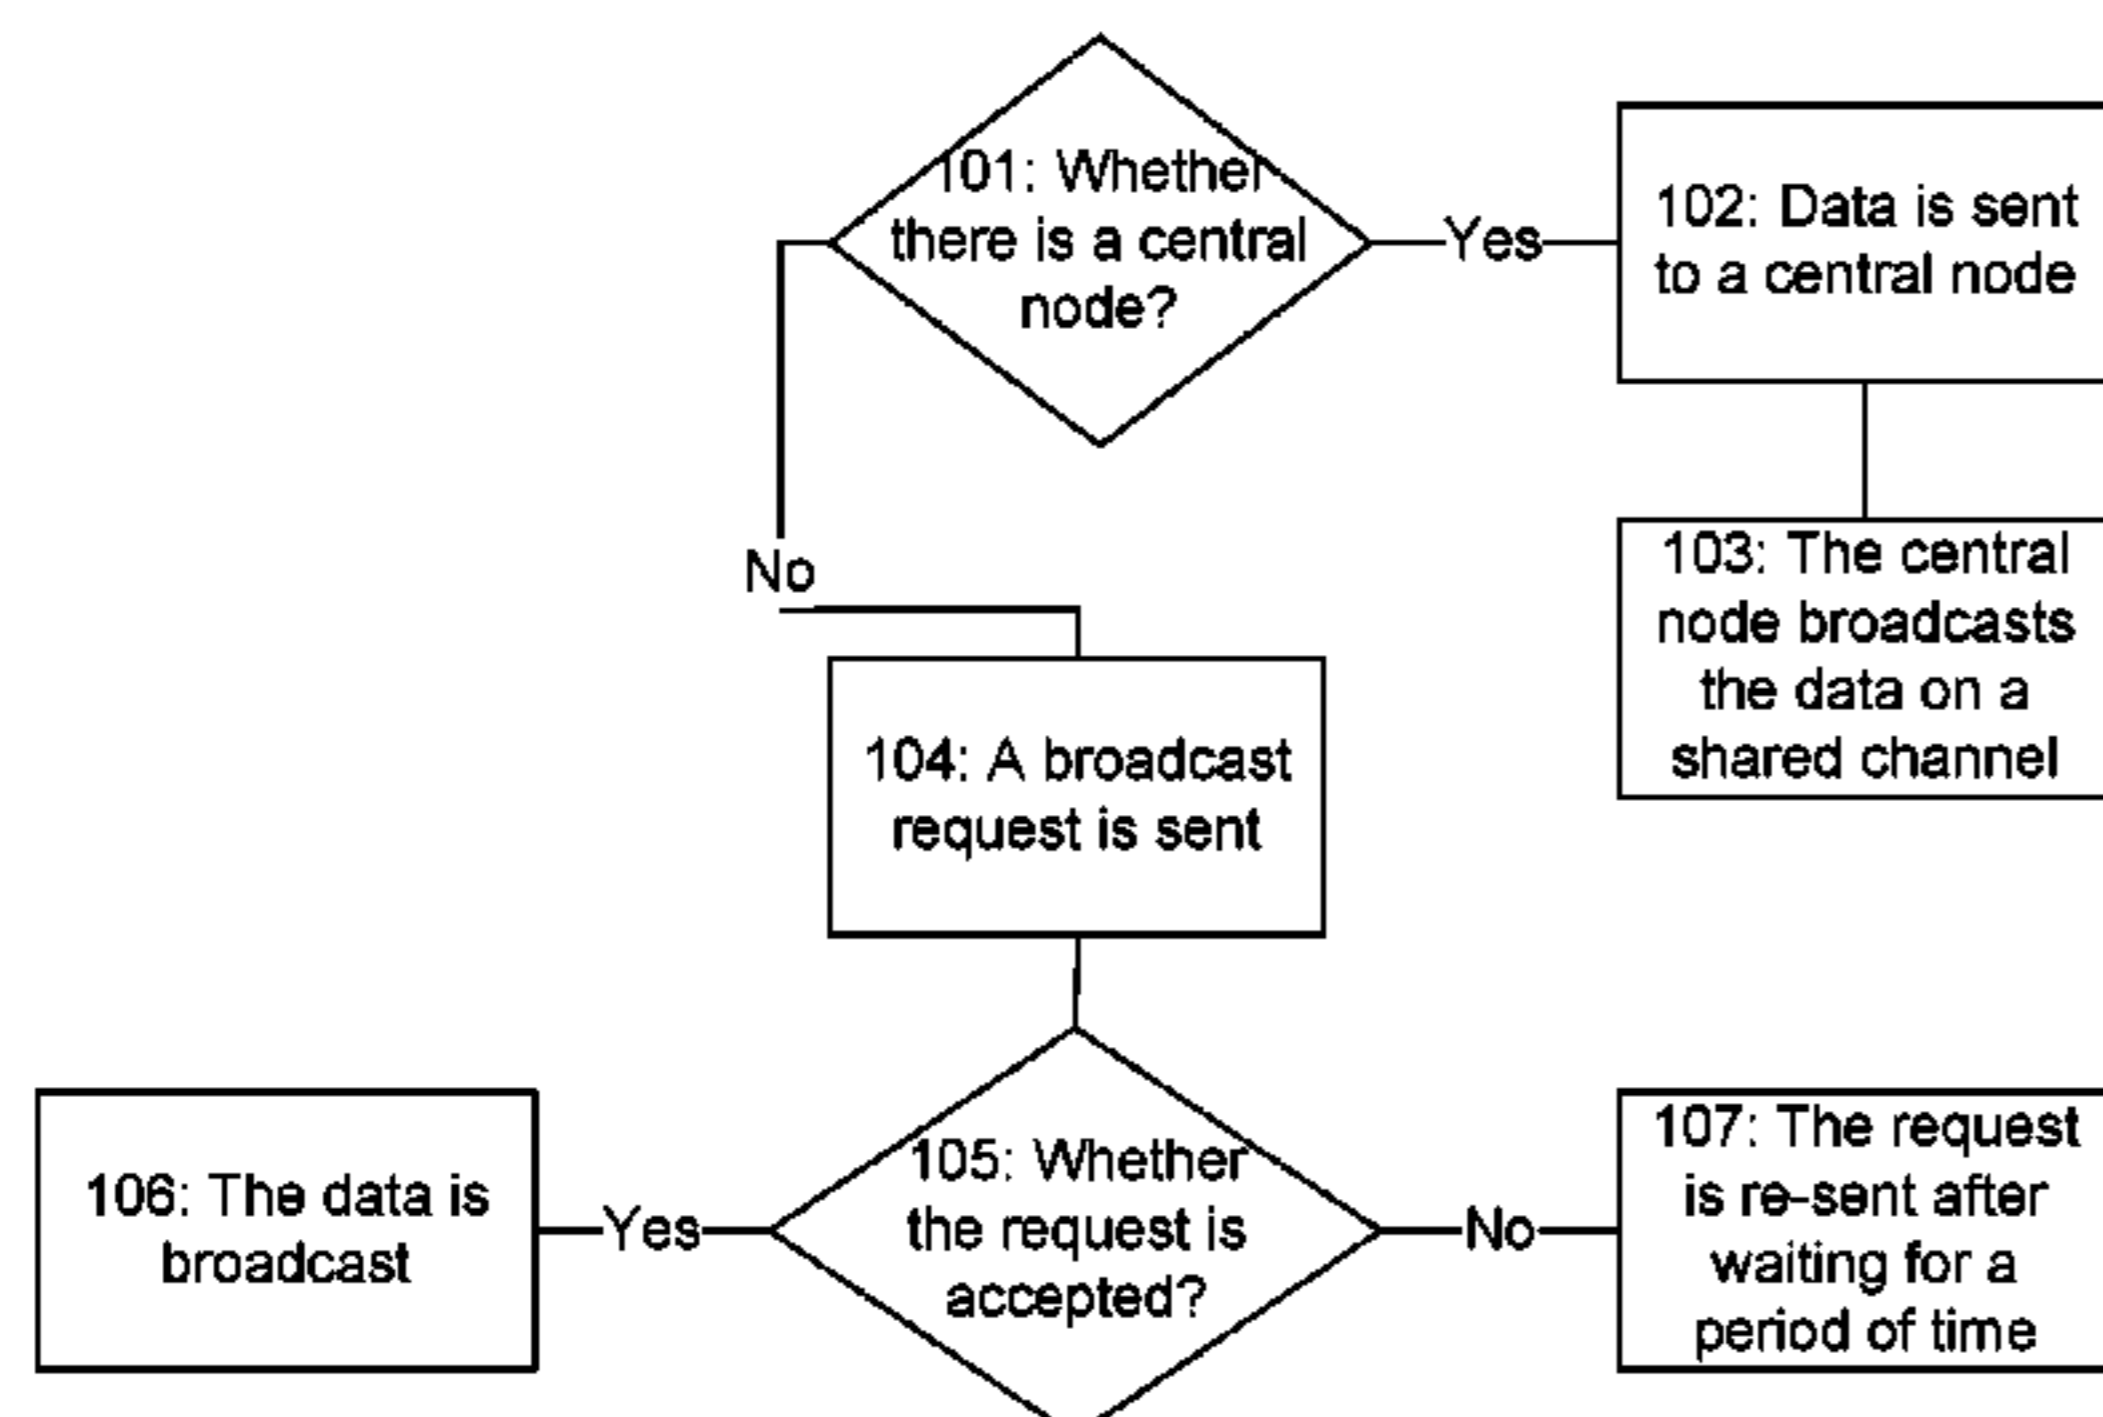 101: Whether
there is a central
node?
Yes
102: Data is sent
to a central node
No
103: The central
node broadcasts
the data on a
shared channel
104: A broadcast
request is sent
105: Whether
the request is
accepted?
Yes
106: The data is
broadcast
No
107: The request
is re-sent after
waiting for a
period of time